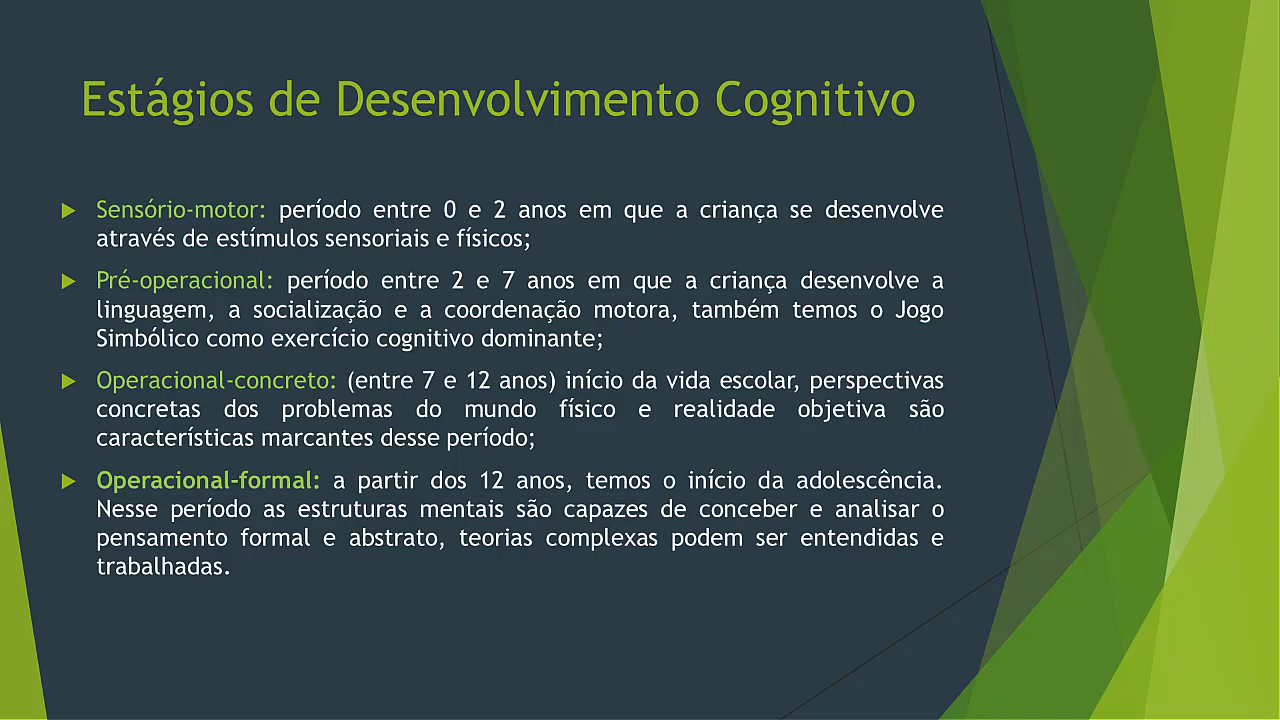 Estágios de Desenvolvimento Cognitivo
Sensório-motor: período entre 0 e 2 anos em que a criança se desenvolve
através de estímulos sensoriais e físicos;
Pré-operacional: período entre 2 e 7 anos em que a criança desenvolve a
linguagem, a socialização e a coordenação motora, também temos o Jogo
Simbólico como exercício cognitivo dominante;
Operacional-concreto: (entre 7 e 12 anos) início da vida escolar, perspectivas
concretas dos problemas do mundo físico e realidade objetiva são
características marcantes desse período;
Operacional-formal: a partir dos 12 anos, temos o início da adolescência.
Nesse período as estruturas mentais são capazes de conceber e analisar o
pensamento formal e abstrato, teorias complexas podem ser entendidas e
trabalhadas.